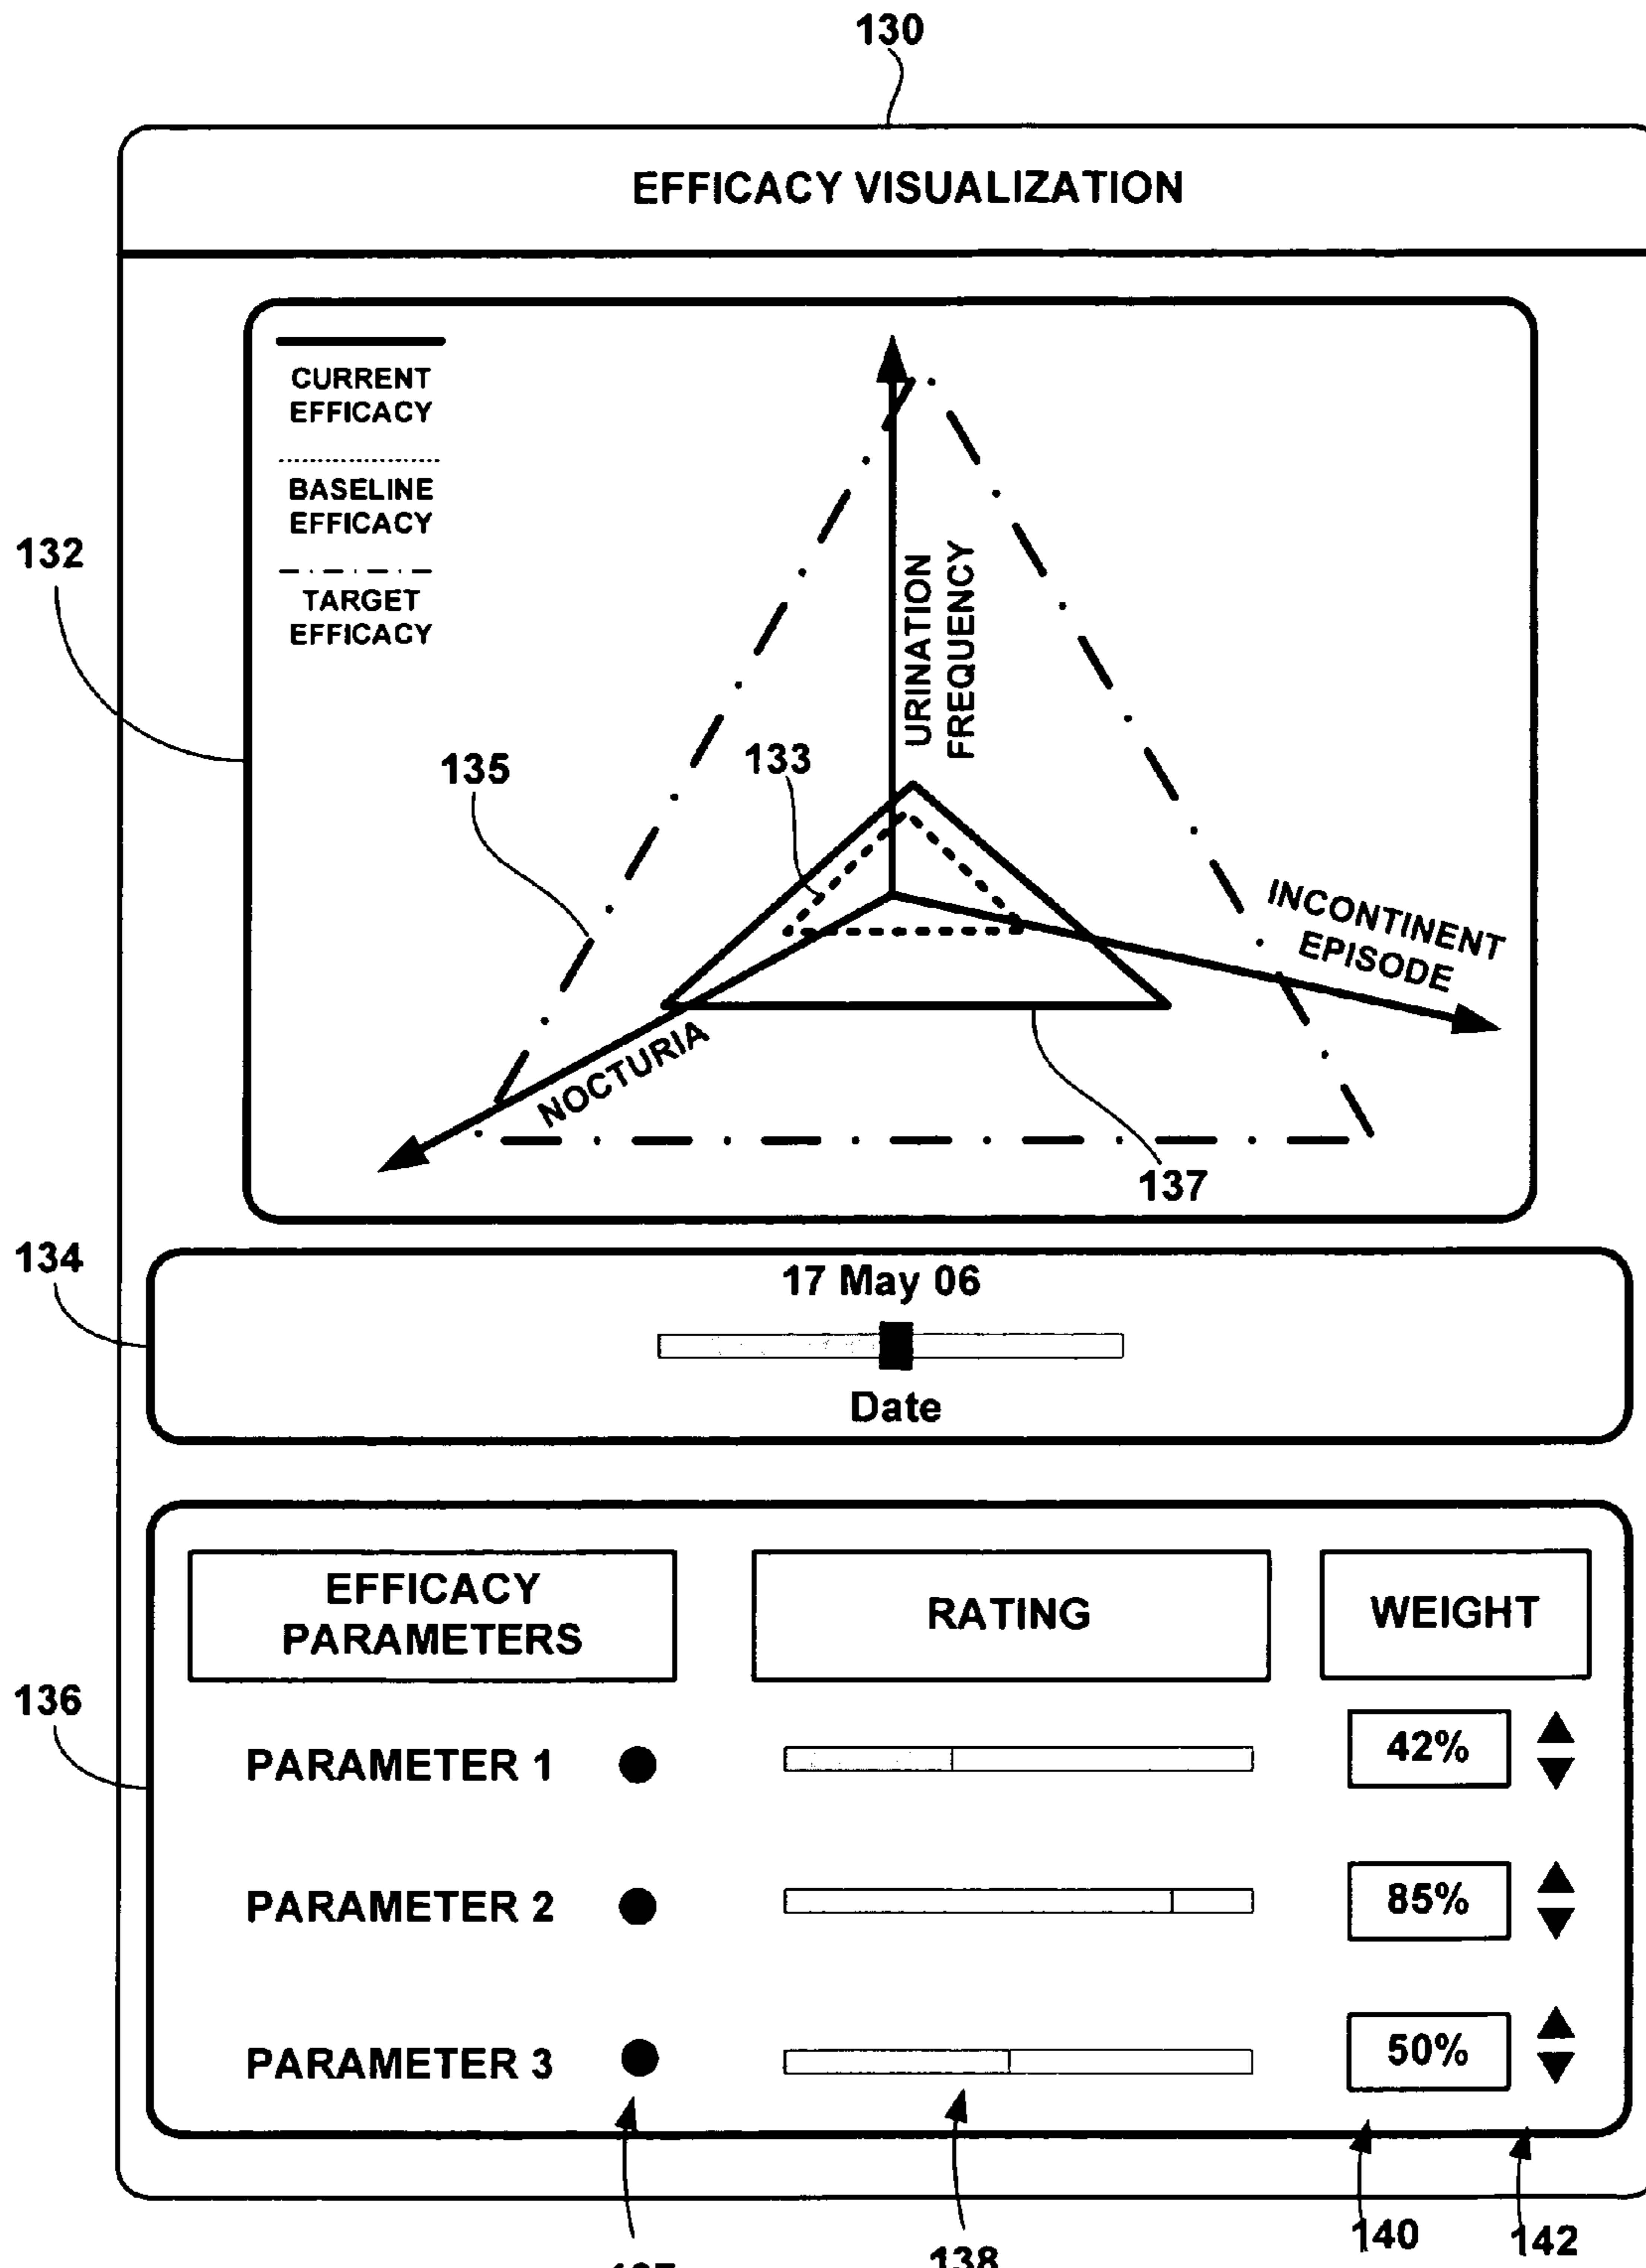 130
EFFICACY VISUALIZATION
CURRENT
EFFICACY
BASELINE
EFFICACY
TARGET
EFFICACY
132
URINATION
FREQUENCY
135
133
INCONTINENT
EPISODE
NOCTURIA
137
134
17 May 06
Date
EFFICACY
PARAMETERS
RATING
WEIGHT
136
PARAMETER 1
42%
PARAMETER 2
85%
PARAMETER 3
50%
138
140
142